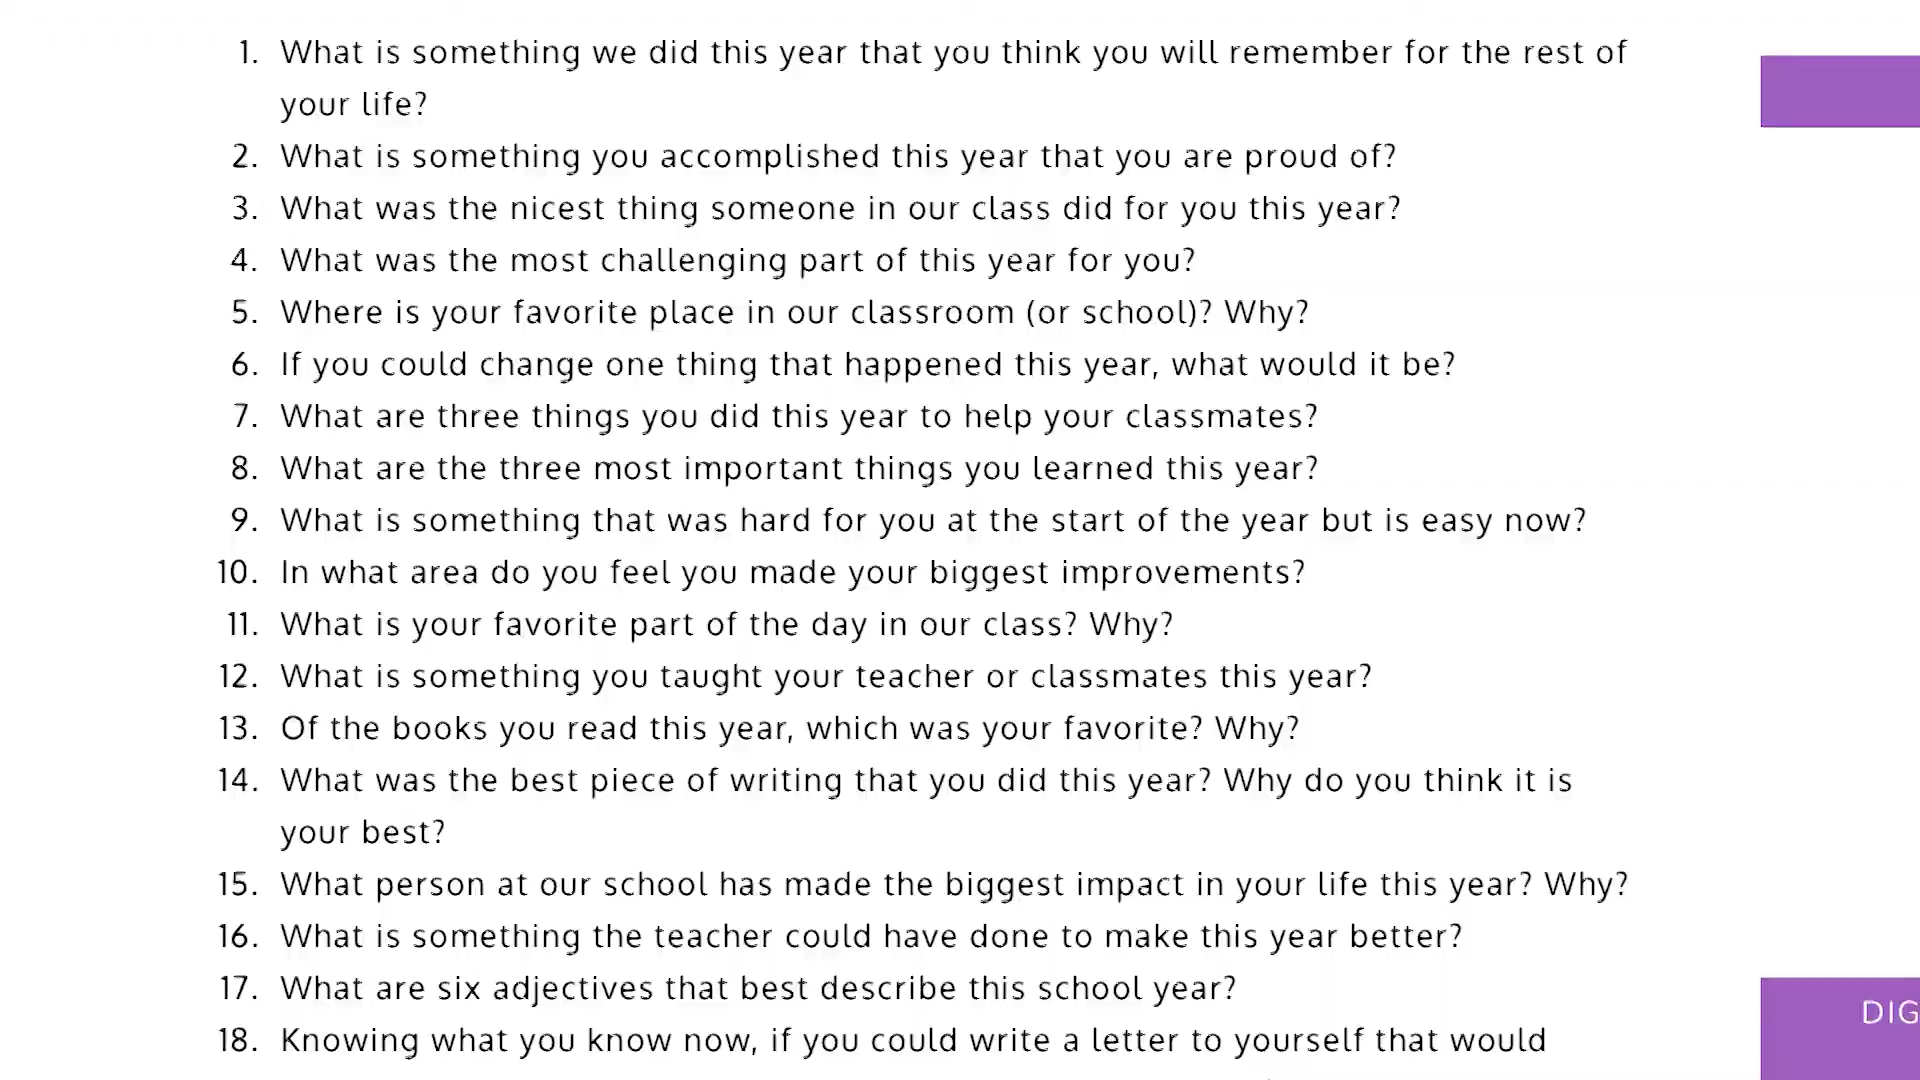 1. What is something we did this year that you think you will remember for the rest of
your life?
2. What is something you accomplished this year that you are proud of?
3. What was the nicest thing someone in our class did for you this year?
4. What was the most challenging part of this year for you?
5. Where is your favorite place in our classroom (or school)? Why?
6. If you could change one thing that happened this year, what would it be?
7. What are three things you did this year to help your classmates?
8. What are the three most important things you learned this year?
9. What is something that was hard for you at the start of the year but is easy now?
10. In what area do you feel you made your biggest improvements?
11. What is your favorite part of the day in our class? Why?
12. What is something you taught your teacher or classmates this year?
13. Of the books you read this year, which was your favorite? Why?
14. What was the best piece of writing that you did this year? Why do you think it is
your best?
15. What person at our school has made the biggest impact in your life this year? Why?
16. What is something the teacher could have done to make this year better?
17. What are six adjectives that best describe this school year?
DIG
18. Knowing what you know now, if you could write a letter to yourself that would